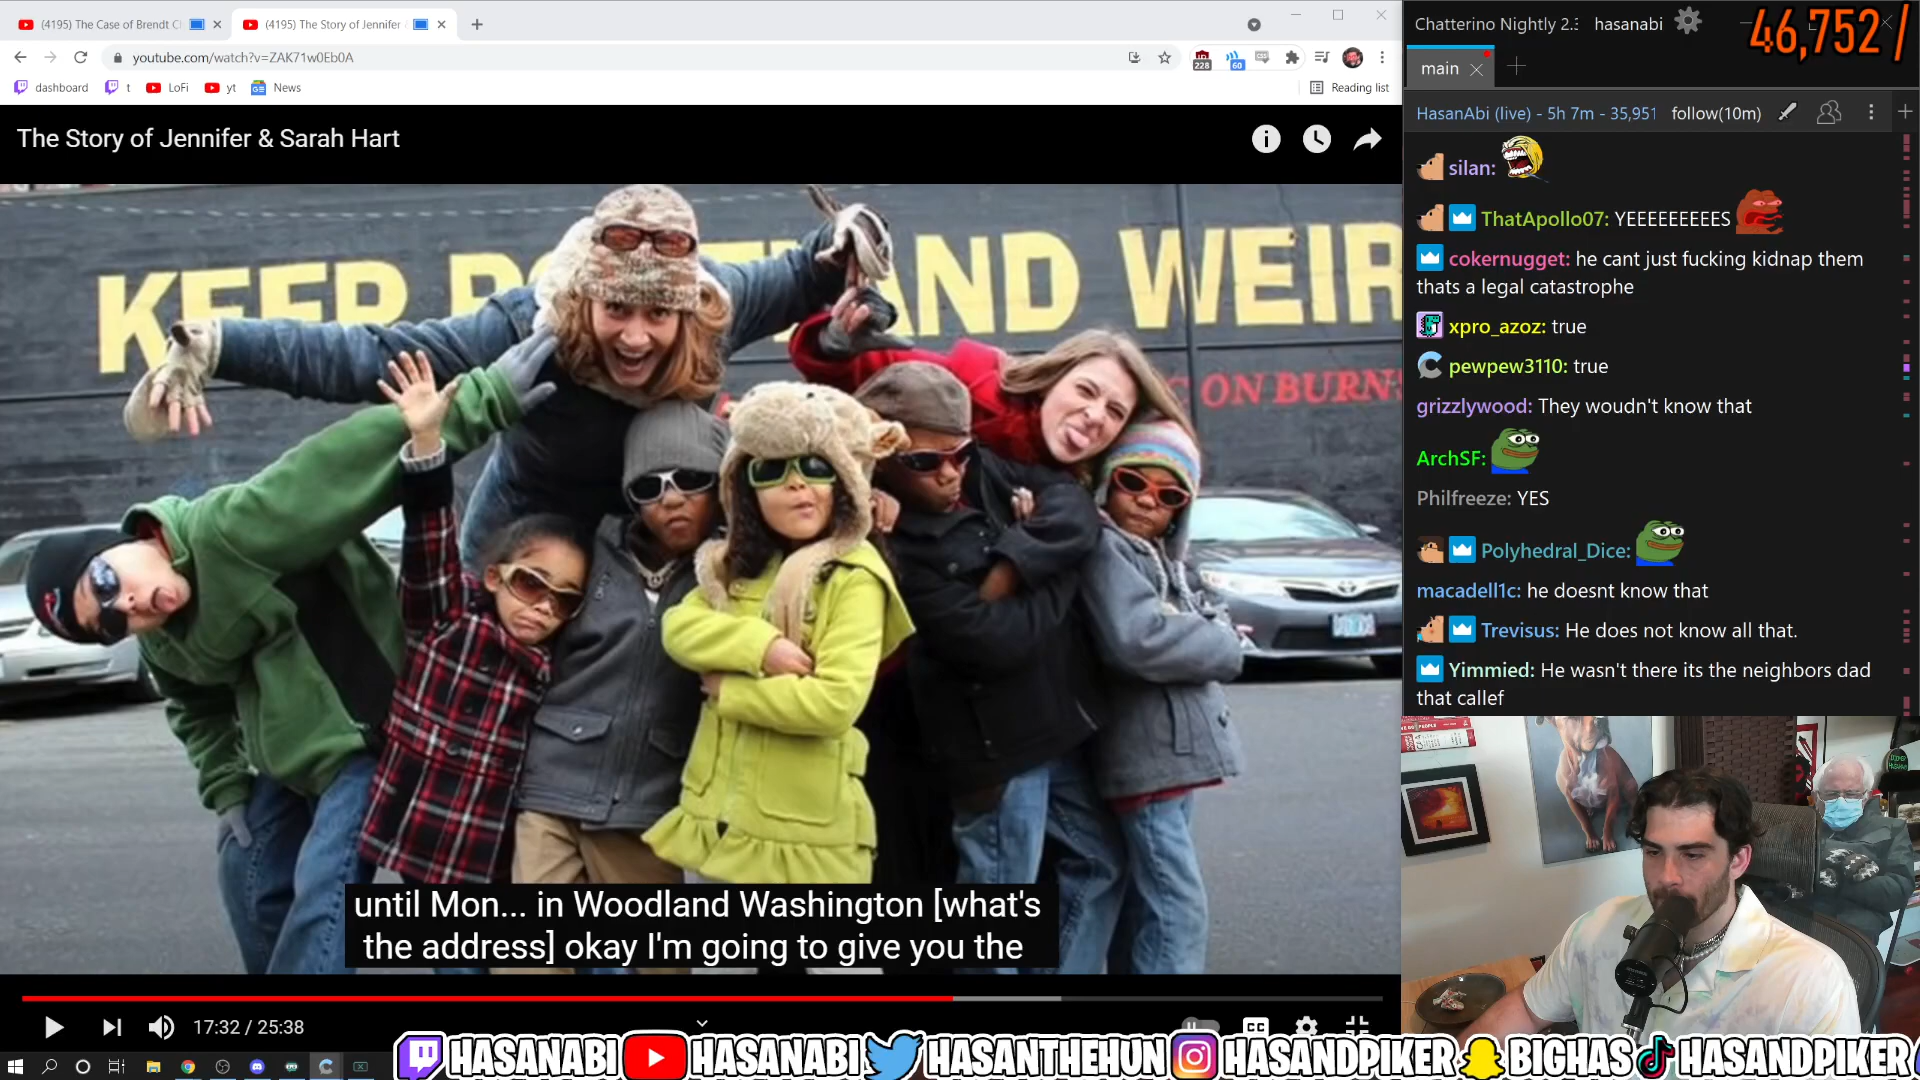 (4195) The Case of Brendt C
(4195) The Story of Jennifer
youtube.com/watch?v=ZAK71w0Eb0A
228
60
dashboard
t
LoFi
yt
News
Reading list
The Story of Jennifer & Sarah Hart
KEEP
AND WEIR
ON BURN
until Mon... in Woodland Washington [what's
the address] okay I'm going to give you the
17:32 / 25:38
CC
Chatterino Nightly 2.
hasanabi
46,752 /
main
HasanAbi (live) - 5h 7m - 35,951
follow(10m)
silan:
ThatApollo07: YEEEEEEEEES
cokernugget: he cant just fucking kidnap them
thats a legal catastrophe
xpro_azoz: true
pewpew3110: true
grizzlywood: They woudn't know that
ArchSF:
Philfreeze: YES
Polyhedral_Dice:
macadell1c: he doesnt know that
Trevisus: He does not know all that.
Yimmied: He wasn't there its the neighbors dad
that callef
HASANABI HASANABI HASANTHEHUN HASANDPIKER BIGHAS HASANDPIKER